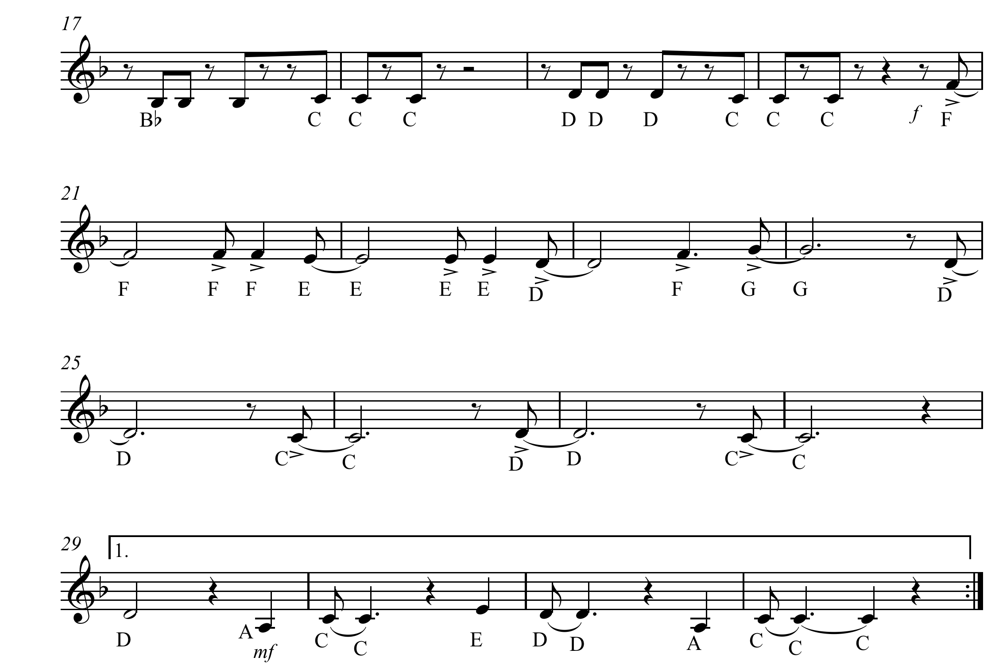 17
B♭ C C C D D D C C C f F
21
F F F E E E E D F G G D
25
D C C D D C C
29 1.
D A C C E D D A C C C
mf